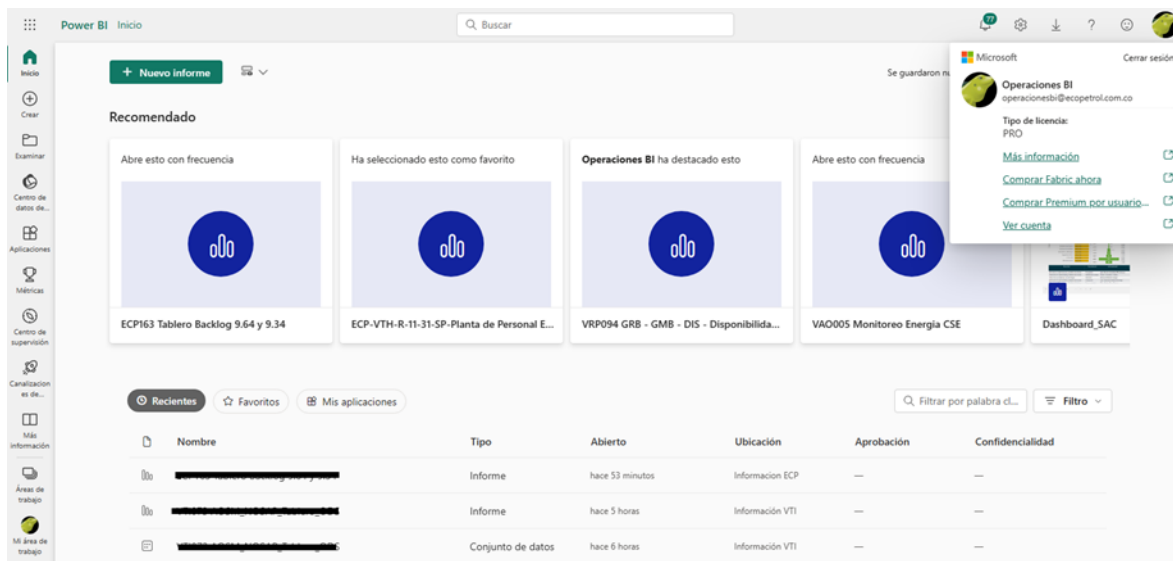 Power BI Inicio
Buscar
77
Inicio
Crear
Examinar
Centro de
datos de...
Aplicaciones
Métricas
Centro de
supervisión
Canalizacion
es de...
Más
información
Áreas de
trabajo
Mi área de
trabajo
Nuevo informe
Se guardaron
Microsoft
Cerrar sesión
Operaciones BI
operacionesbi@ecopetrol.com.co
Tipo de licencia:
PRO
Más información
Comprar Fabric ahora
Comprar Premium por usuario...
Ver cuenta
Recomendado
Abre esto con frecuencia
ECP163 Tablero Backlog 9.64 y 9.34
Ha seleccionado esto como favorito
ECP-VTH-R-11-31-SP-Planta de Personal E...
Operaciones BI ha destacado esto
VRP094 GRB - GMB - DIS - Disponibilida...
Abre esto con frecuencia
VAO005 Monitoreo Energia CSE
Dashboard_SAC
Recientes Favoritos Mis aplicaciones
Filtrar por palabra cl... Filtro
Nombre Tipo Abierto Ubicación Aprobación Confidencialidad
Informe hace 53 minutos Informacion ECP — —
Informe hace 5 horas Información VTI — —
Conjunto de datos hace 6 horas Información VTI — —